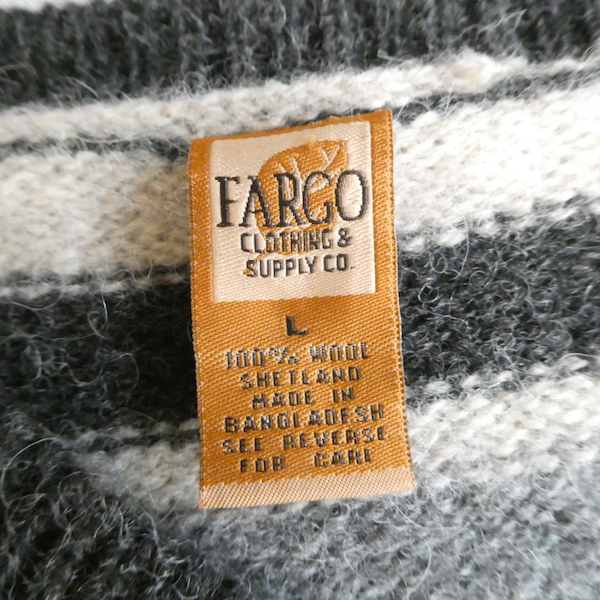 FARGO
CLOTHING &
SUPPLY CO.
L
100% WOOL
SHETLAND
MADE IN
BANGLADESH
SEE REVERSE
FOR CARE